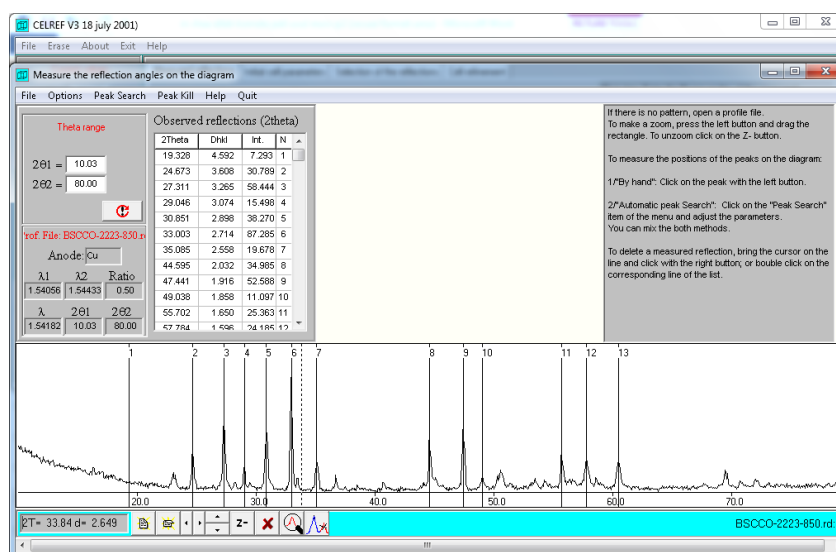 CELREF V3 18 july 2001)
File Erase About Exit Help
Measure the reflection angles on the diagram
File Options Peak Search Peak Kill Help Quit
Theta range
2θ1 = 10.03
2θ2 = 80.00
Prof. File: BSCCO-2223-850.r
Anode: Cu
λ1 λ2 Ratio
1.54056 1.54433 0.50
λ 2θ1 2θ2
1.54182 10.03 80.00
Observed reflections (2theta)
2Theta Dhkl Int. N
19.328 4.592 7.293 1
24.673 3.608 30.789 2
27.311 3.265 58.444 3
29.046 3.074 15.498 4
30.851 2.898 38.270 5
33.003 2.714 87.285 6
35.085 2.558 19.678 7
44.595 2.032 34.985 8
47.441 1.916 52.588 9
49.038 1.858 11.097 10
55.702 1.650 25.363 11
57.784 1.596 24.185 12
If there is no pattern, open a profile file.
To make a zoom, press the left button and drag the
rectangle. To unzoom click on the Z- button.
To measure the positions of the peaks on the diagram:
1/"By hand": Click on the peak with the left button.
2/"Automatic peak Search": Click on the "Peak Search"
item of the menu and adjust the parameters.
You can mix the both methods.
To delete a measured reflection, bring the cursor on the
line and click with the right button; or bouble click on the
corresponding line of the list.
1 2 3 4 5 6 7 8 9 10 11 12 13
20.0 30.0 40.0 50.0 60.0 70.0
2T= 33.84 d= 2.649
Z-
BSCCO-2223-850.rd